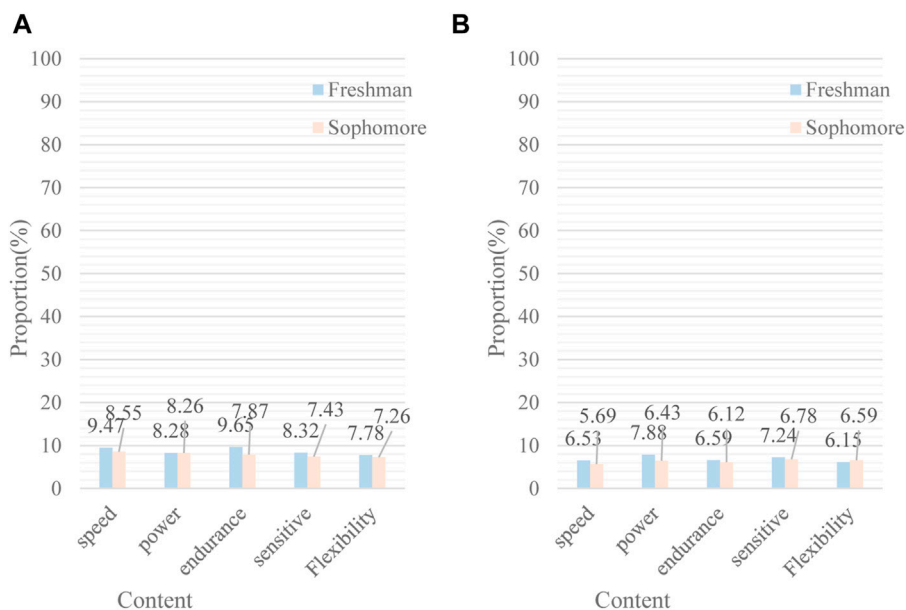 A
100
90
80
70
60
50
40
30
20
10
0
Proportion(%)
Freshman
Sophomore
9.47
8.55
8.28
8.26
9.65
7.87
8.32
7.43
7.78
7.26
speed
power
endurance
sensitive
Flexibility
Content
B
100
90
80
70
60
50
40
30
20
10
0
Proportion(%)
Freshman
Sophomore
6.53
5.69
7.88
6.43
6.59
6.12
7.24
6.78
6.15
6.59
speed
power
endurance
sensitive
Flexibility
Content